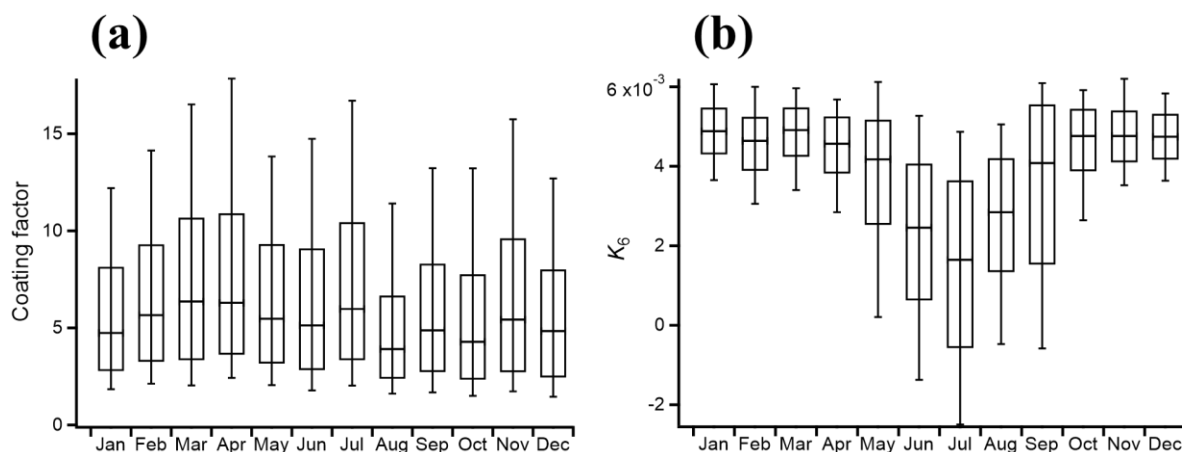 (a)
Coating factor
15
10
5
0
Jan Feb Mar Apr May Jun Jul Aug Sep Oct Nov Dec
(b)
K6
6 x10-3
4
2
0
-2
Jan Feb Mar Apr May Jun Jul Aug Sep Oct Nov Dec